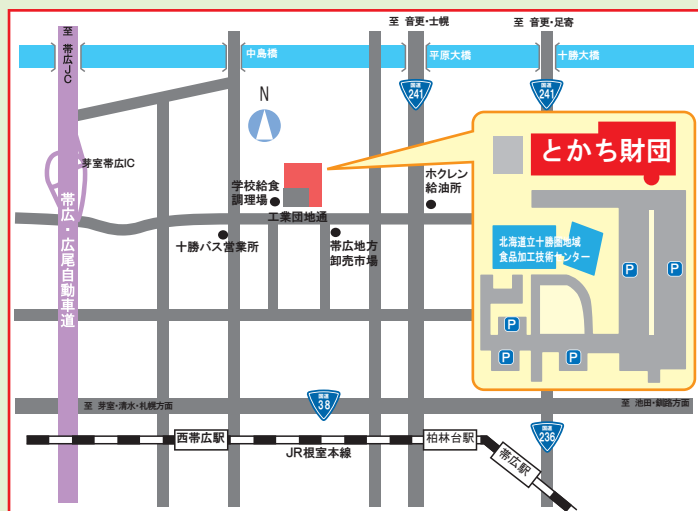 至 音更・士幌
至 音更・足寄
至 帯広JC
中島橋
平原大橋
十勝大橋
国道
241
国道
241
N
とかち財団
芽室帯広IC
学校給食
調理場
ホクレン
給油所
工業団地通
十勝バス営業所
帯広地方
卸売市場
北海道立十勝圏地域
食品加工技術センター
P
P
P
P
P
帯広・広尾自動車道
至 芽室・清水・札幌方面
国道
38
至 池田・釧路方面
西帯広駅
JR根室本線
柏林台駅
国道
236
帯広駅